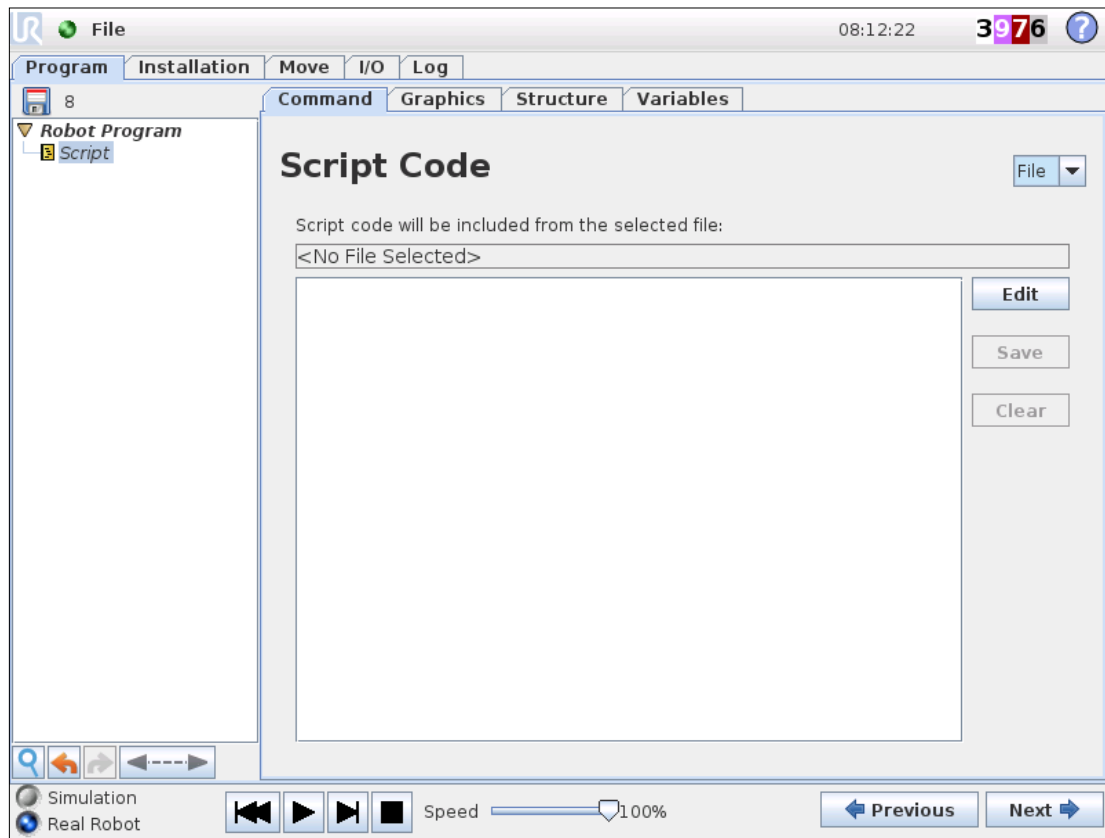 UR File 08:12:22 3976 ?
Program Installation Move I/O Log
8 Command Graphics Structure Variables
Robot Program
Script
Script Code
File
Script code will be included from the selected file:
<No File Selected>
Edit
Save
Clear
Simulation
Real Robot
Speed 100%
Previous Next